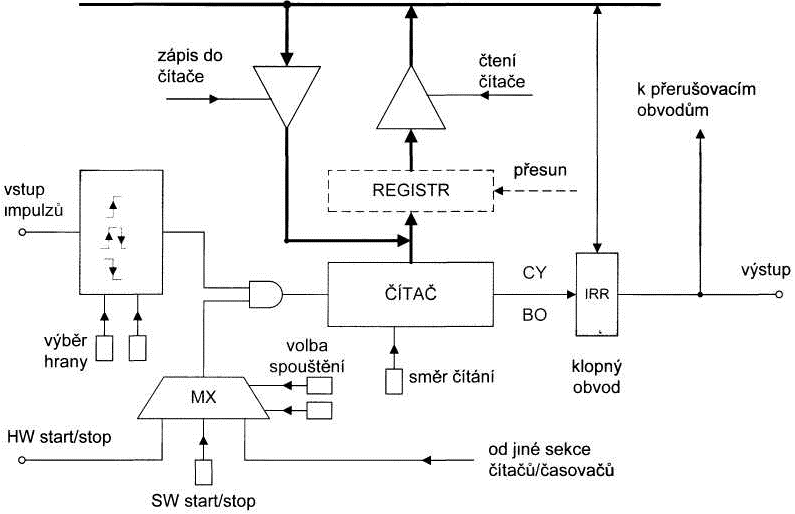 zápis do
čítače
čtení
čítače
k přerušovacím
obvodům
přesun
REGISTR
vstup
impulzů
ČÍTAČ
CY
BO
IRR
výstup
klopný
obvod
výběr
hrany
volba
spouštění
směr čítání
MX
HW start/stop
SW start/stop
od jiné sekce
čítačů/časovačů